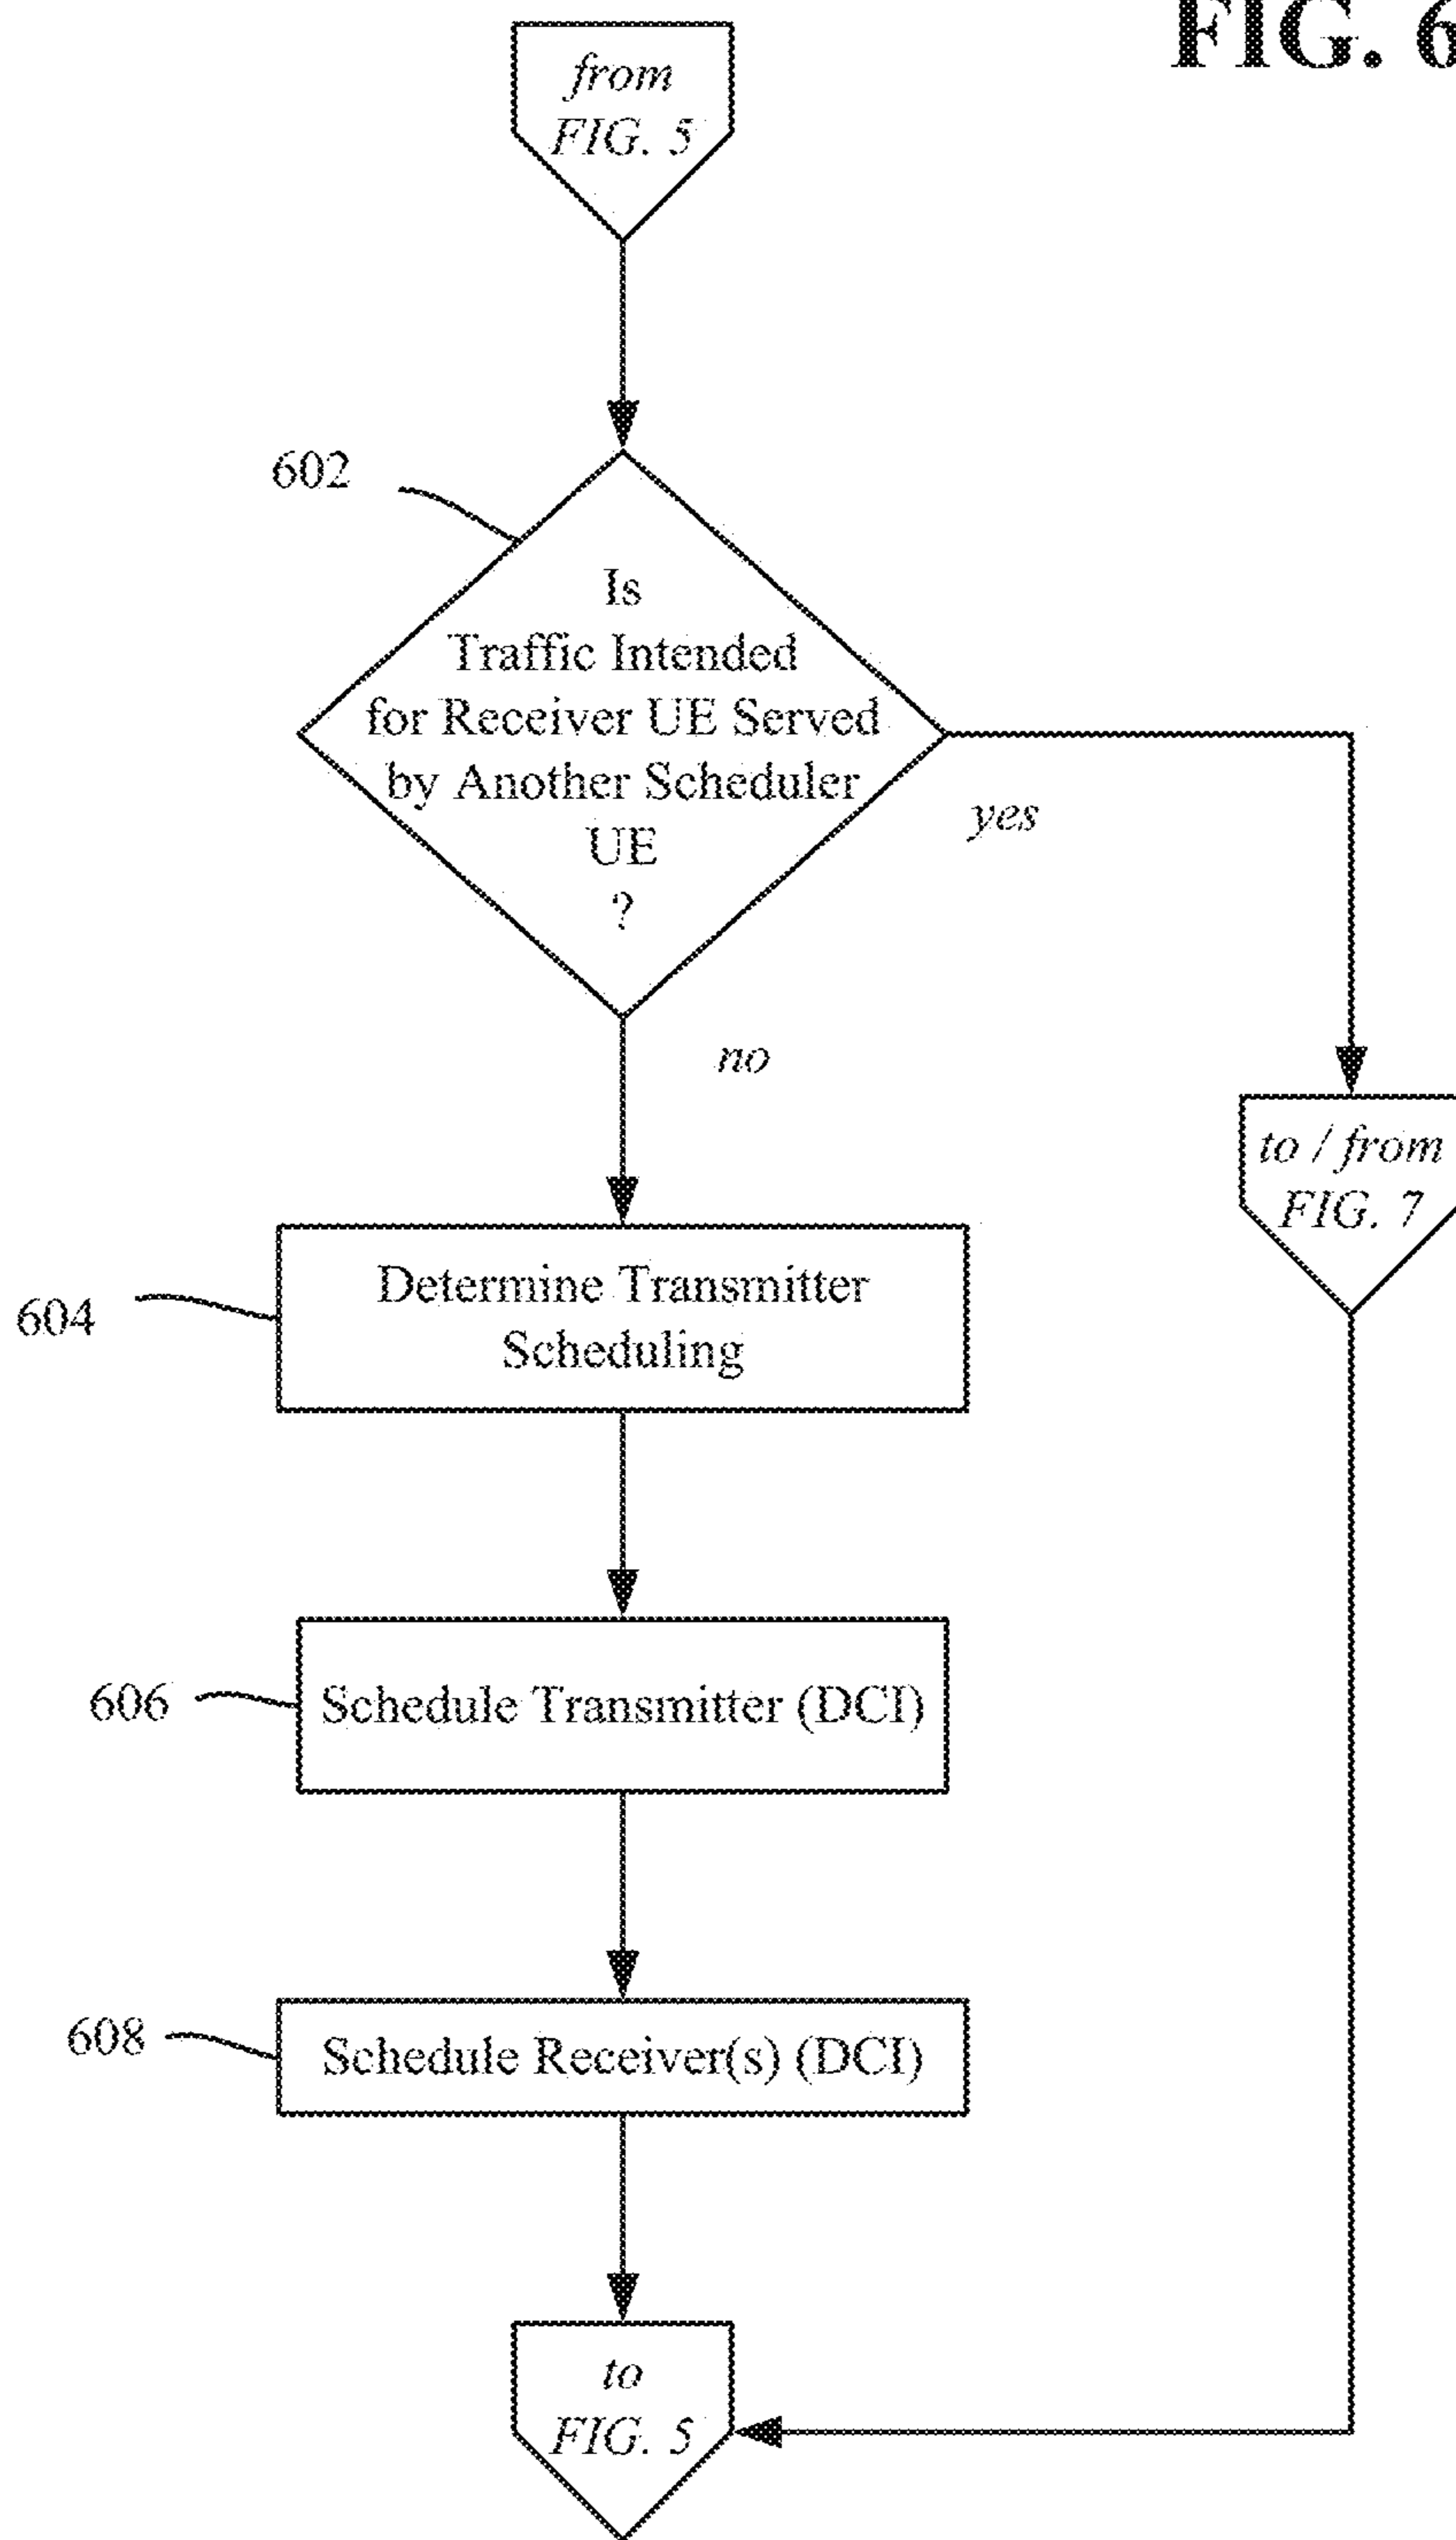 FIG. 6
from
FIG. 5
602
Is
Traffic Intended
for Receiver UE Served
by Another Scheduler
UE
?
yes
no
to / from
FIG. 7
604
Determine Transmitter
Scheduling
606
Schedule Transmitter (DCI)
608
Schedule Receiver(s) (DCI)
to
FIG. 5